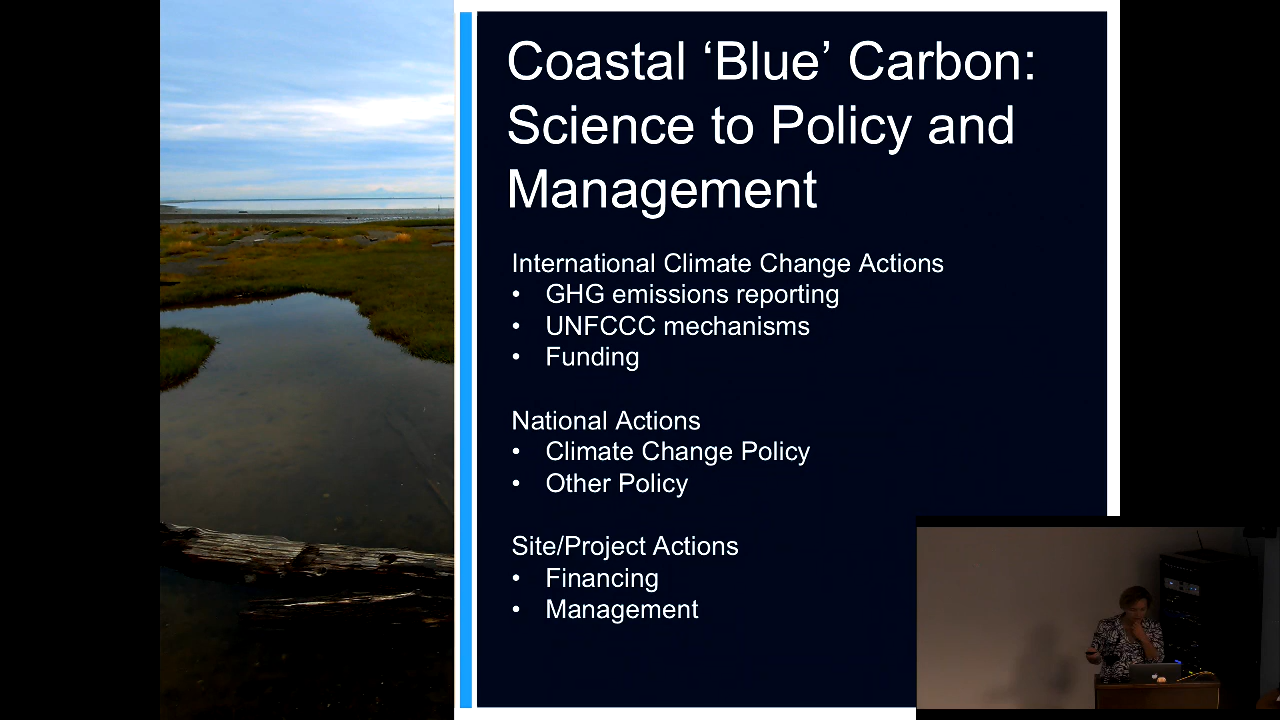 Coastal ‘Blue’ Carbon:
Science to Policy and
Management
International Climate Change Actions
• GHG emissions reporting
• UNFCCC mechanisms
• Funding
National Actions
• Climate Change Policy
• Other Policy
Site/Project Actions
• Financing
• Management